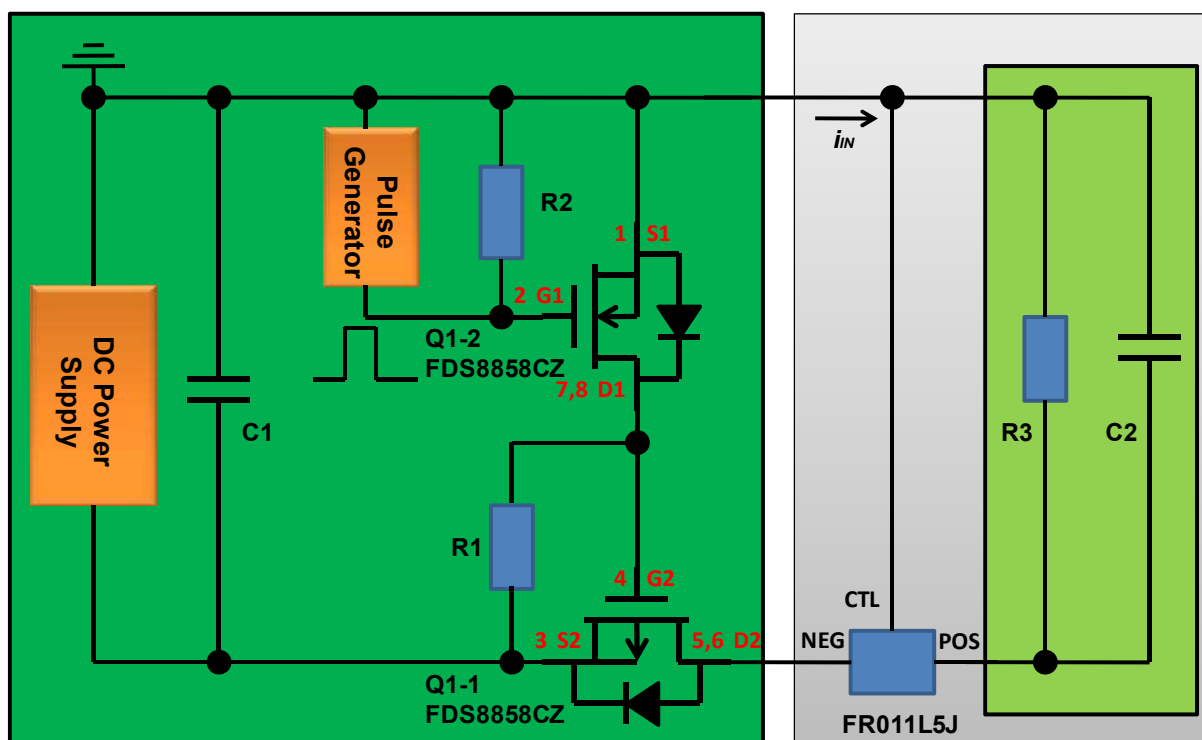 Pulse
Generator
R2
iIN
1 S1
2 G1
Q1-2
FDS8858CZ
7,8 D1
DC Power
Supply
C1
R3
C2
R1
4 G2
CTL
3 S2
5,6 D2
NEG
POS
Q1-1
FDS8858CZ
FR011L5J